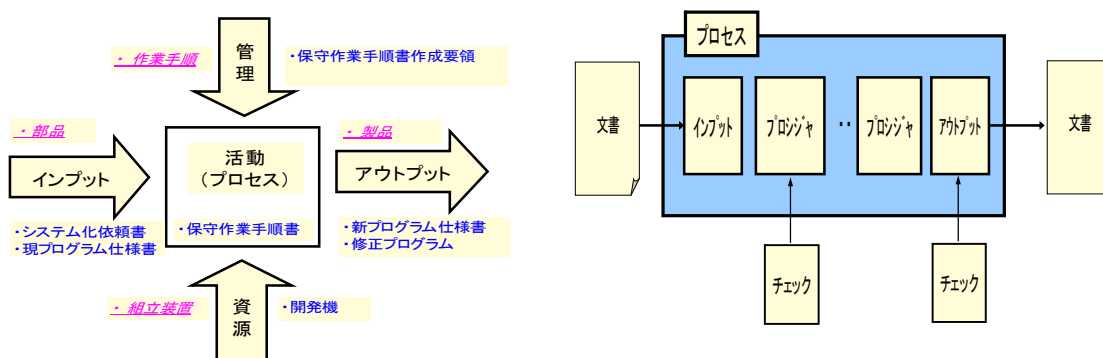 ・ 作業手順
管
理
・保守作業手順書作成要領
・ 部品
インプット
・システム化依頼書
・現プログラム仕様書
活動
（プロセス）
・保守作業手順書
・ 製品
アウトプット
・新プログラム仕様書
・修正プログラム
・ 組立装置
資
源
・開発機
プロセス
文書
インプット
プロシジャ
・・
プロシジャ
アウトプット
文書
チェック
チェック